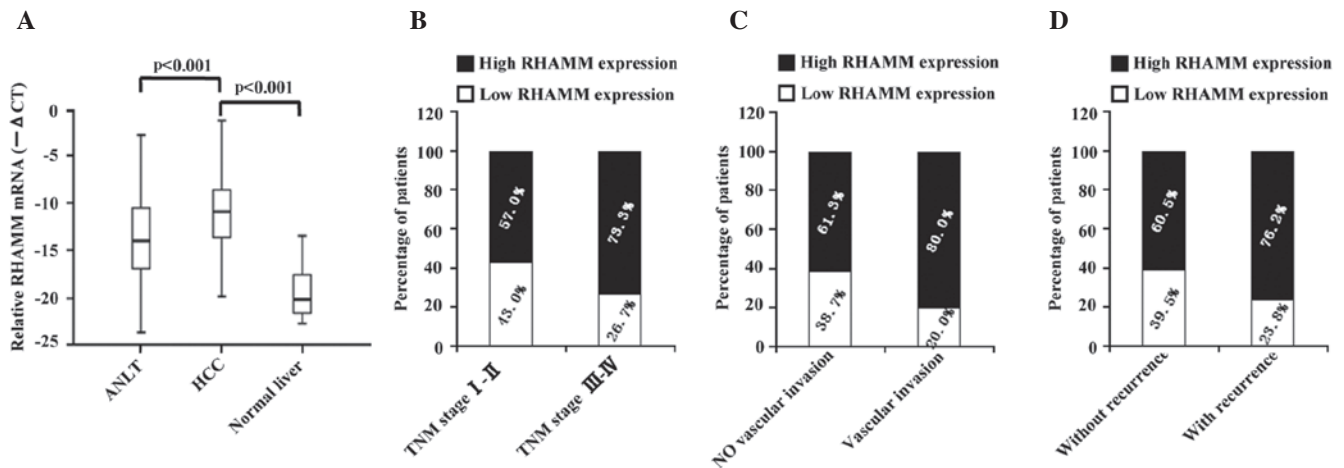 A
p<0.001
p<0.001
Relative RHAMM mRNA (－Δ CT)
0
-5
-10
-15
-20
-25
ANLT
HCC
Normal liver
B
High RHAMM expression
Low RHAMM expression
Percentage of patients
120
100
80
60
40
20
0
57.0%
43.0%
73.3%
26.7%
TNM stage Ⅰ-Ⅱ
TNM stage Ⅲ-Ⅳ
C
High RHAMM expression
Low RHAMM expression
Percentage of patients
120
100
80
60
40
20
0
61.3%
38.7%
80.0%
20.0%
NO vascular invasion
Vascular invasion
D
High RHAMM expression
Low RHAMM expression
Percentage of patients
120
100
80
60
40
20
0
60.5%
39.5%
76.2%
23.8%
Without recurrence
With recurrence